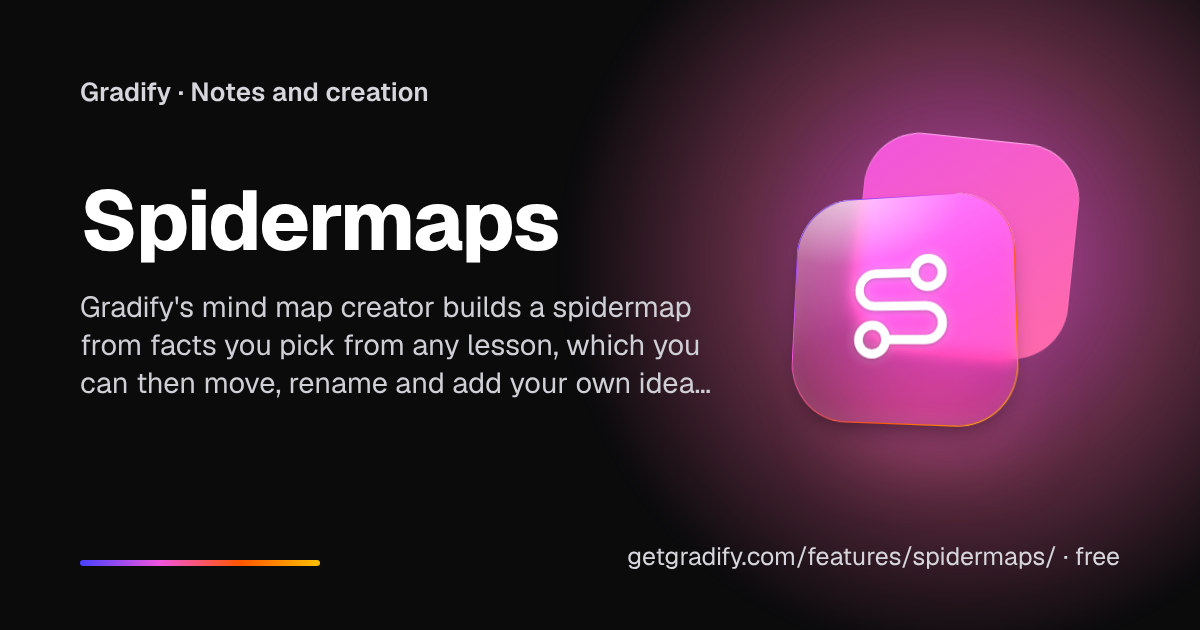 Gradify · Notes and creation
Spidermaps
Gradify's mind map creator builds a spidermap
from facts you pick from any lesson, which you
can then move, rename and add your own idea...
getgradify.com/features/spidermaps/ · free